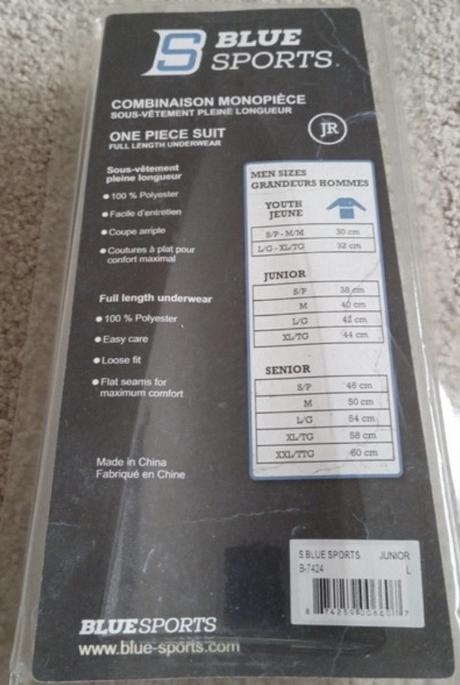 BLUE
SPORTS.
COMBINAISON MONOPIÈCE
SOUS-VÊTEMENT PLEINE LONGUEUR
ONE PIECE SUIT
FULL LENGTH UNDERWEAR
JR
Sous-vêtement
pleine longueur
• 100 % Polyester
• Facile d'entretien
• Coupe ample
• Coutures à plat pour
confort maximal
Full length underwear
• 100 % Polyester
• Easy care
• Loose fit
• Flat seams for
maximum comfort
Made in China
Fabriqué en Chine
MEN SIZES
GRANDEURS HOMMES
YOUTH
JEUNE
S/P - M/M 30 cm
L/G - XL/TG 32 cm
JUNIOR
S/P 38 cm
M 40 cm
L/G 42 cm
XL/TG 44 cm
SENIOR
S/P 46 cm
M 50 cm
L/G 54 cm
XL/TG 58 cm
XXL/TTG 60 cm
S BLUE SPORTS JUNIOR
B-7424 L
BLUESPORTS
www.blue-sports.com